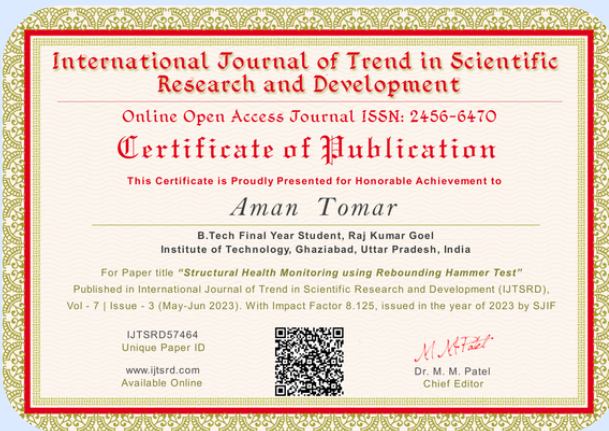 International Journal of Trend in Scientific
Research and Development
Online Open Access Journal ISSN: 2456-6470
Certificate of Publication
This Certificate is Proudly Presented for Honorable Achievement to
Aman Tomar
B.Tech Final Year Student, Raj Kumar Goel
Institute of Technology, Ghaziabad, Uttar Pradesh, India
For Paper title "Structural Health Monitoring using Rebounding Hammer Test"
Published in International Journal of Trend in Scientific Research and Development (IJTSRD),
Vol - 7 | Issue - 3 (May-Jun 2023). With Impact Factor 8.125, issued in the year of 2023 by SJIF
IJTSRD57464
Unique Paper ID
www.ijtsrd.com
Available Online
M. M. Patel
Dr. M. M. Patel
Chief Editor